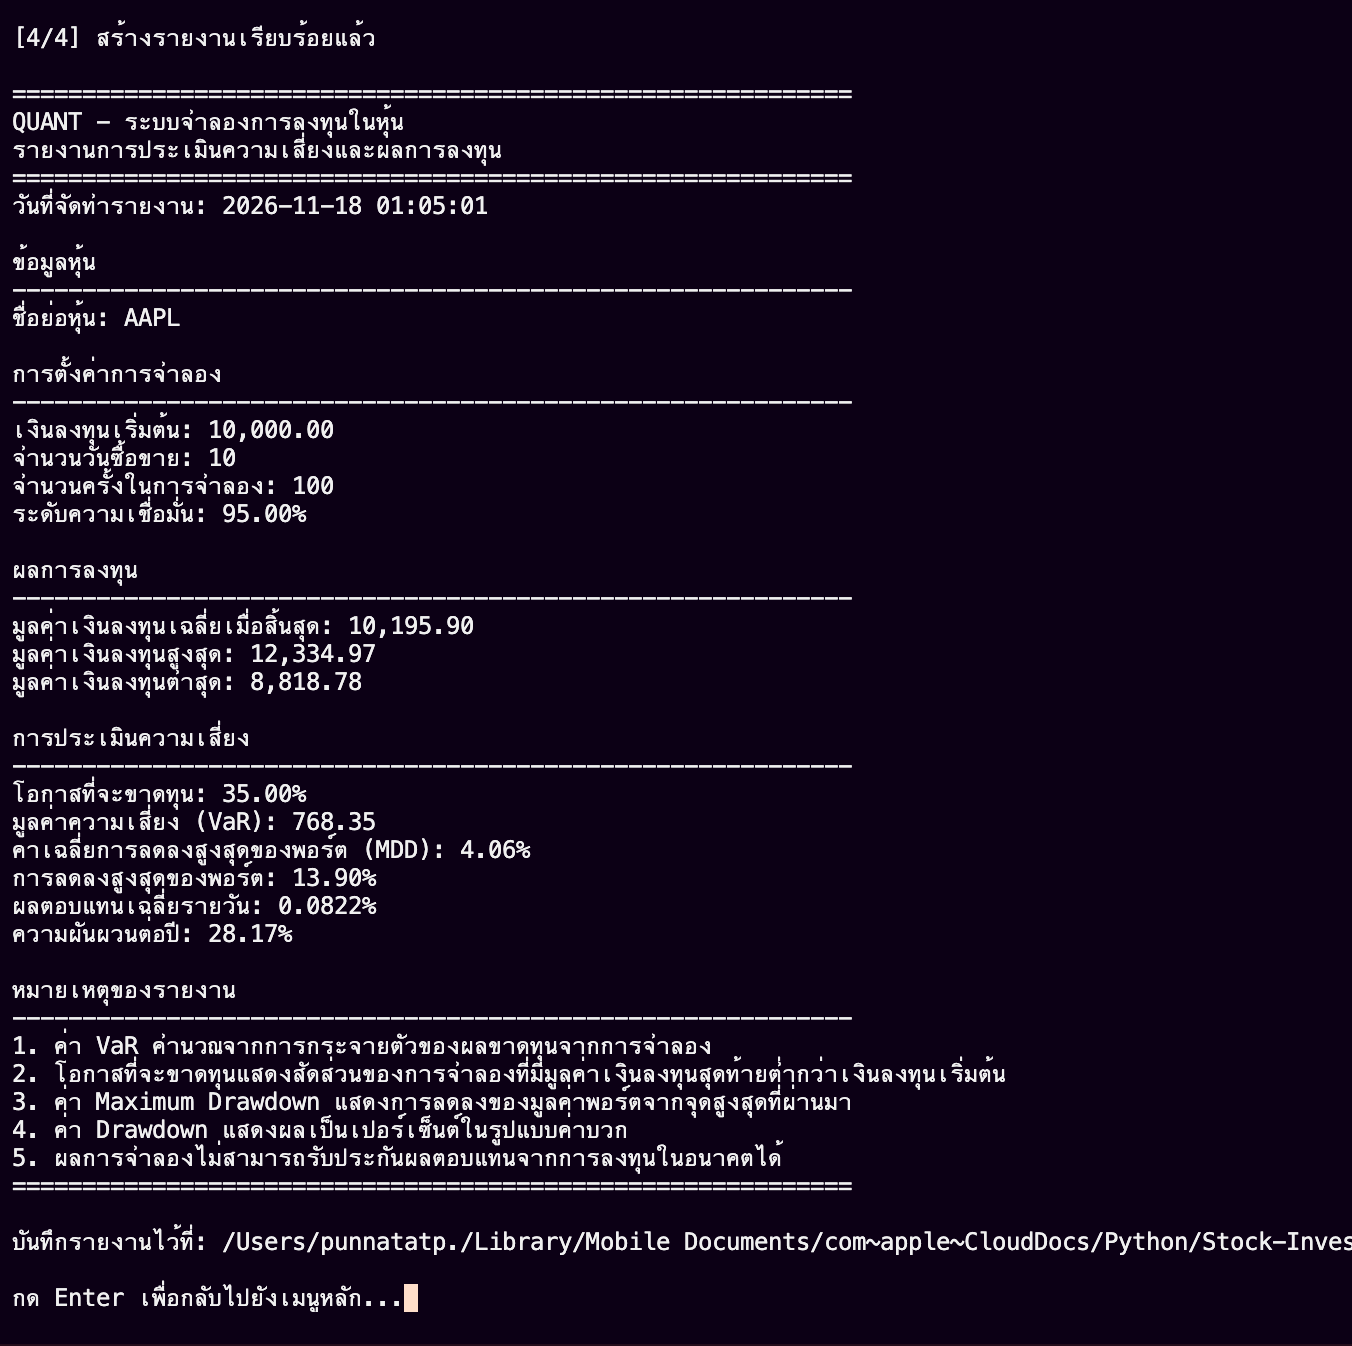 [4/4] สร้างรายงานเรียบร้อยแล้ว
============================================================
QUANT - ระบบจำลองการลงทุนในหุ้น
รายงานการประเมินความเสี่ยงและผลการลงทุน
============================================================
วันที่จัดทำรายงาน: 2026-11-18 01:05:01
ข้อมูลหุ้น
------------------------------------------------------------
ชื่อย่อหุ้น: AAPL
การตั้งค่าการจำลอง
------------------------------------------------------------
เงินลงทุนเริ่มต้น: 10,000.00
จำนวนวันซื้อขาย: 10
จำนวนครั้งในการจำลอง: 100
ระดับความเชื่อมั่น: 95.00%
ผลการลงทุน
------------------------------------------------------------
มูลค่าเงินลงทุนเฉลี่ยเมื่อสิ้นสุด: 10,195.90
มูลค่าเงินลงทุนสูงสุด: 12,334.97
มูลค่าเงินลงทุนต่ำสุด: 8,818.78
การประเมินความเสี่ยง
------------------------------------------------------------
โอกาสที่จะขาดทุน: 35.00%
มูลค่าความเสี่ยง (VaR): 768.35
ค่าเฉลี่ยการลดลงสูงสุดของพอร์ต (MDD): 4.06%
การลดลงสูงสุดของพอร์ต: 13.90%
ผลตอบแทนเฉลี่ยรายวัน: 0.0822%
ความผันผวนต่อปี: 28.17%
หมายเหตุของรายงาน
------------------------------------------------------------
1. ค่า VaR คำนวณจากการกระจายตัวของผลขาดทุนจากการจำลอง
2. โอกาสที่จะขาดทุนแสดงสัดส่วนของการจำลองที่มีมูลค่าเงินลงทุนสุดท้ายต่ำกว่าเงินลงทุนเริ่มต้น
3. ค่า Maximum Drawdown แสดงการลดลงของมูลค่าพอร์ตจากจุดสูงสุดที่ผ่านมา
4. ค่า Drawdown แสดงผลเป็นเปอร์เซ็นต์ในรูปแบบค่าบวก
5. ผลการจำลองไม่สามารถรับประกันผลตอบแทนจากการลงทุนในอนาคตได้
============================================================
บันทึกรายงานไว้ที่: /Users/punnatatp./Library/Mobile Documents/com~apple~CloudDocs/Python/Stock-Inves
กด Enter เพื่อกลับไปยังเมนูหลัก...